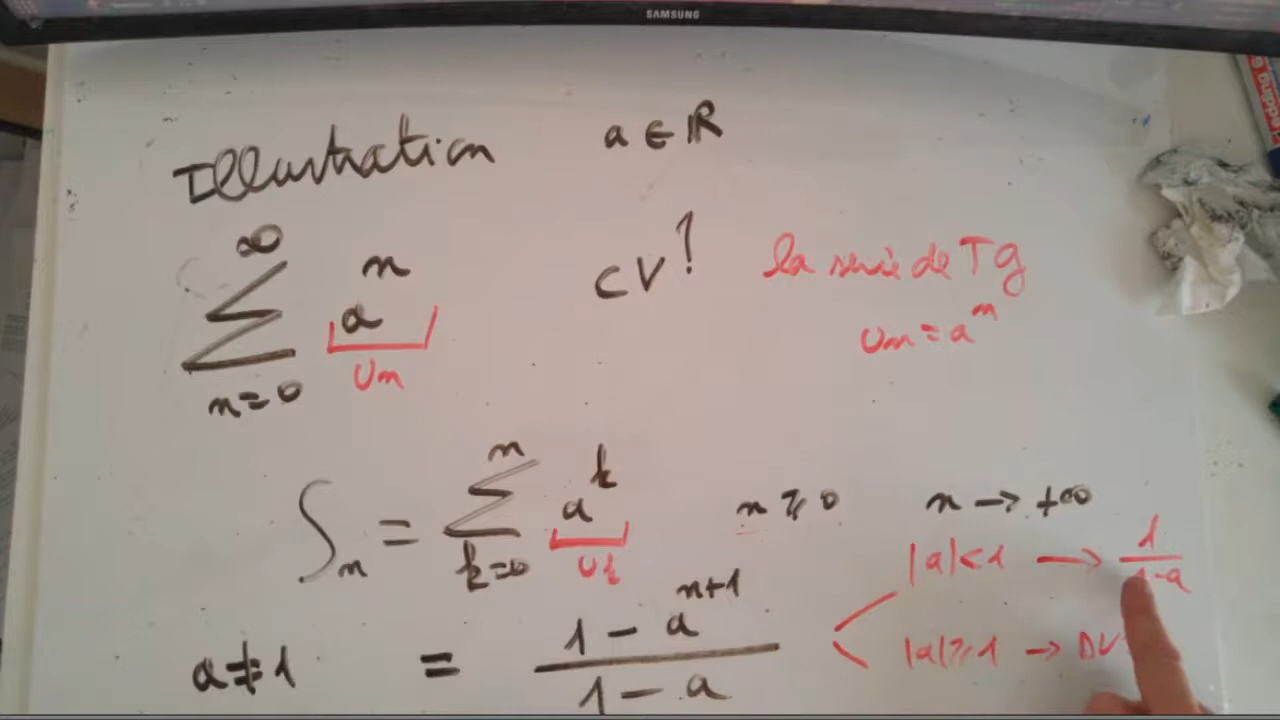 SAMSUNG
Illustration a ∈ ℝ
∞
∑ aⁿ CV? la série de Tg
n=0 Un Un = aⁿ
Sn = ∑ aᵏ n ⩾ 0 n → +∞
k=0 Uk |a|<1 → 1/(1-a)
a ≠ 1 = (1 - aⁿ⁺¹)/(1 - a) |a|⩾1 → DV